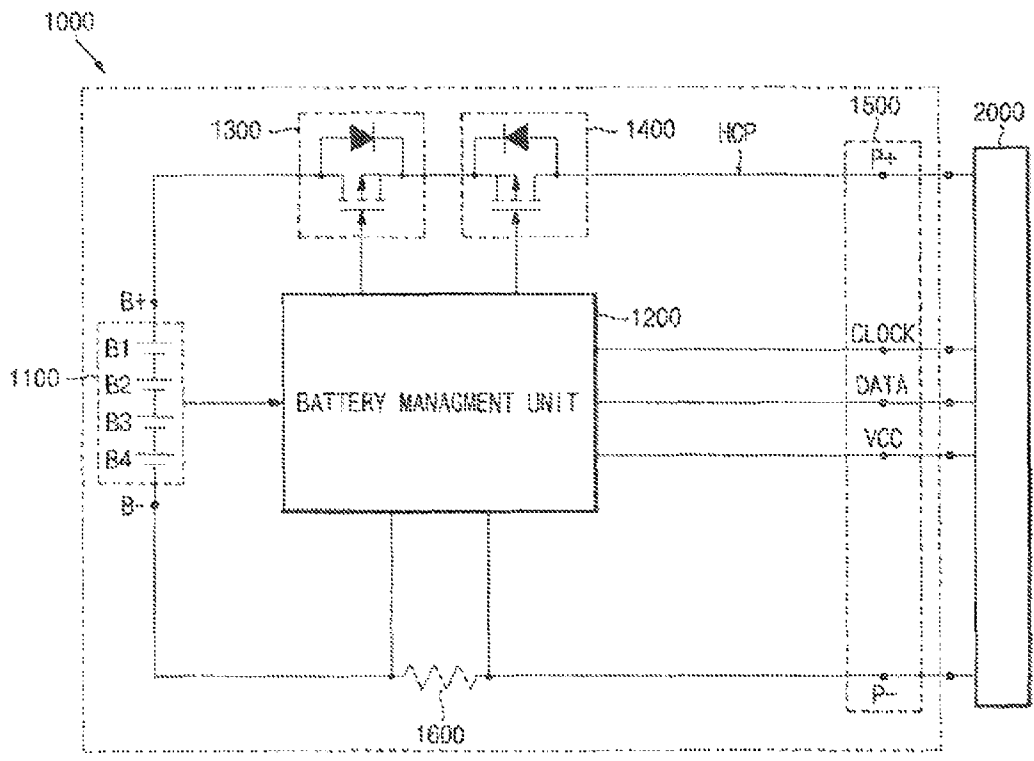 1000
1300
1400
HCP
1500
2000
P+
B+
1200
CLOCK
B1
1100
B2
BATTERY MANAGMENT UNIT
DATA
B3
VCC
B4
B-
P-
1600